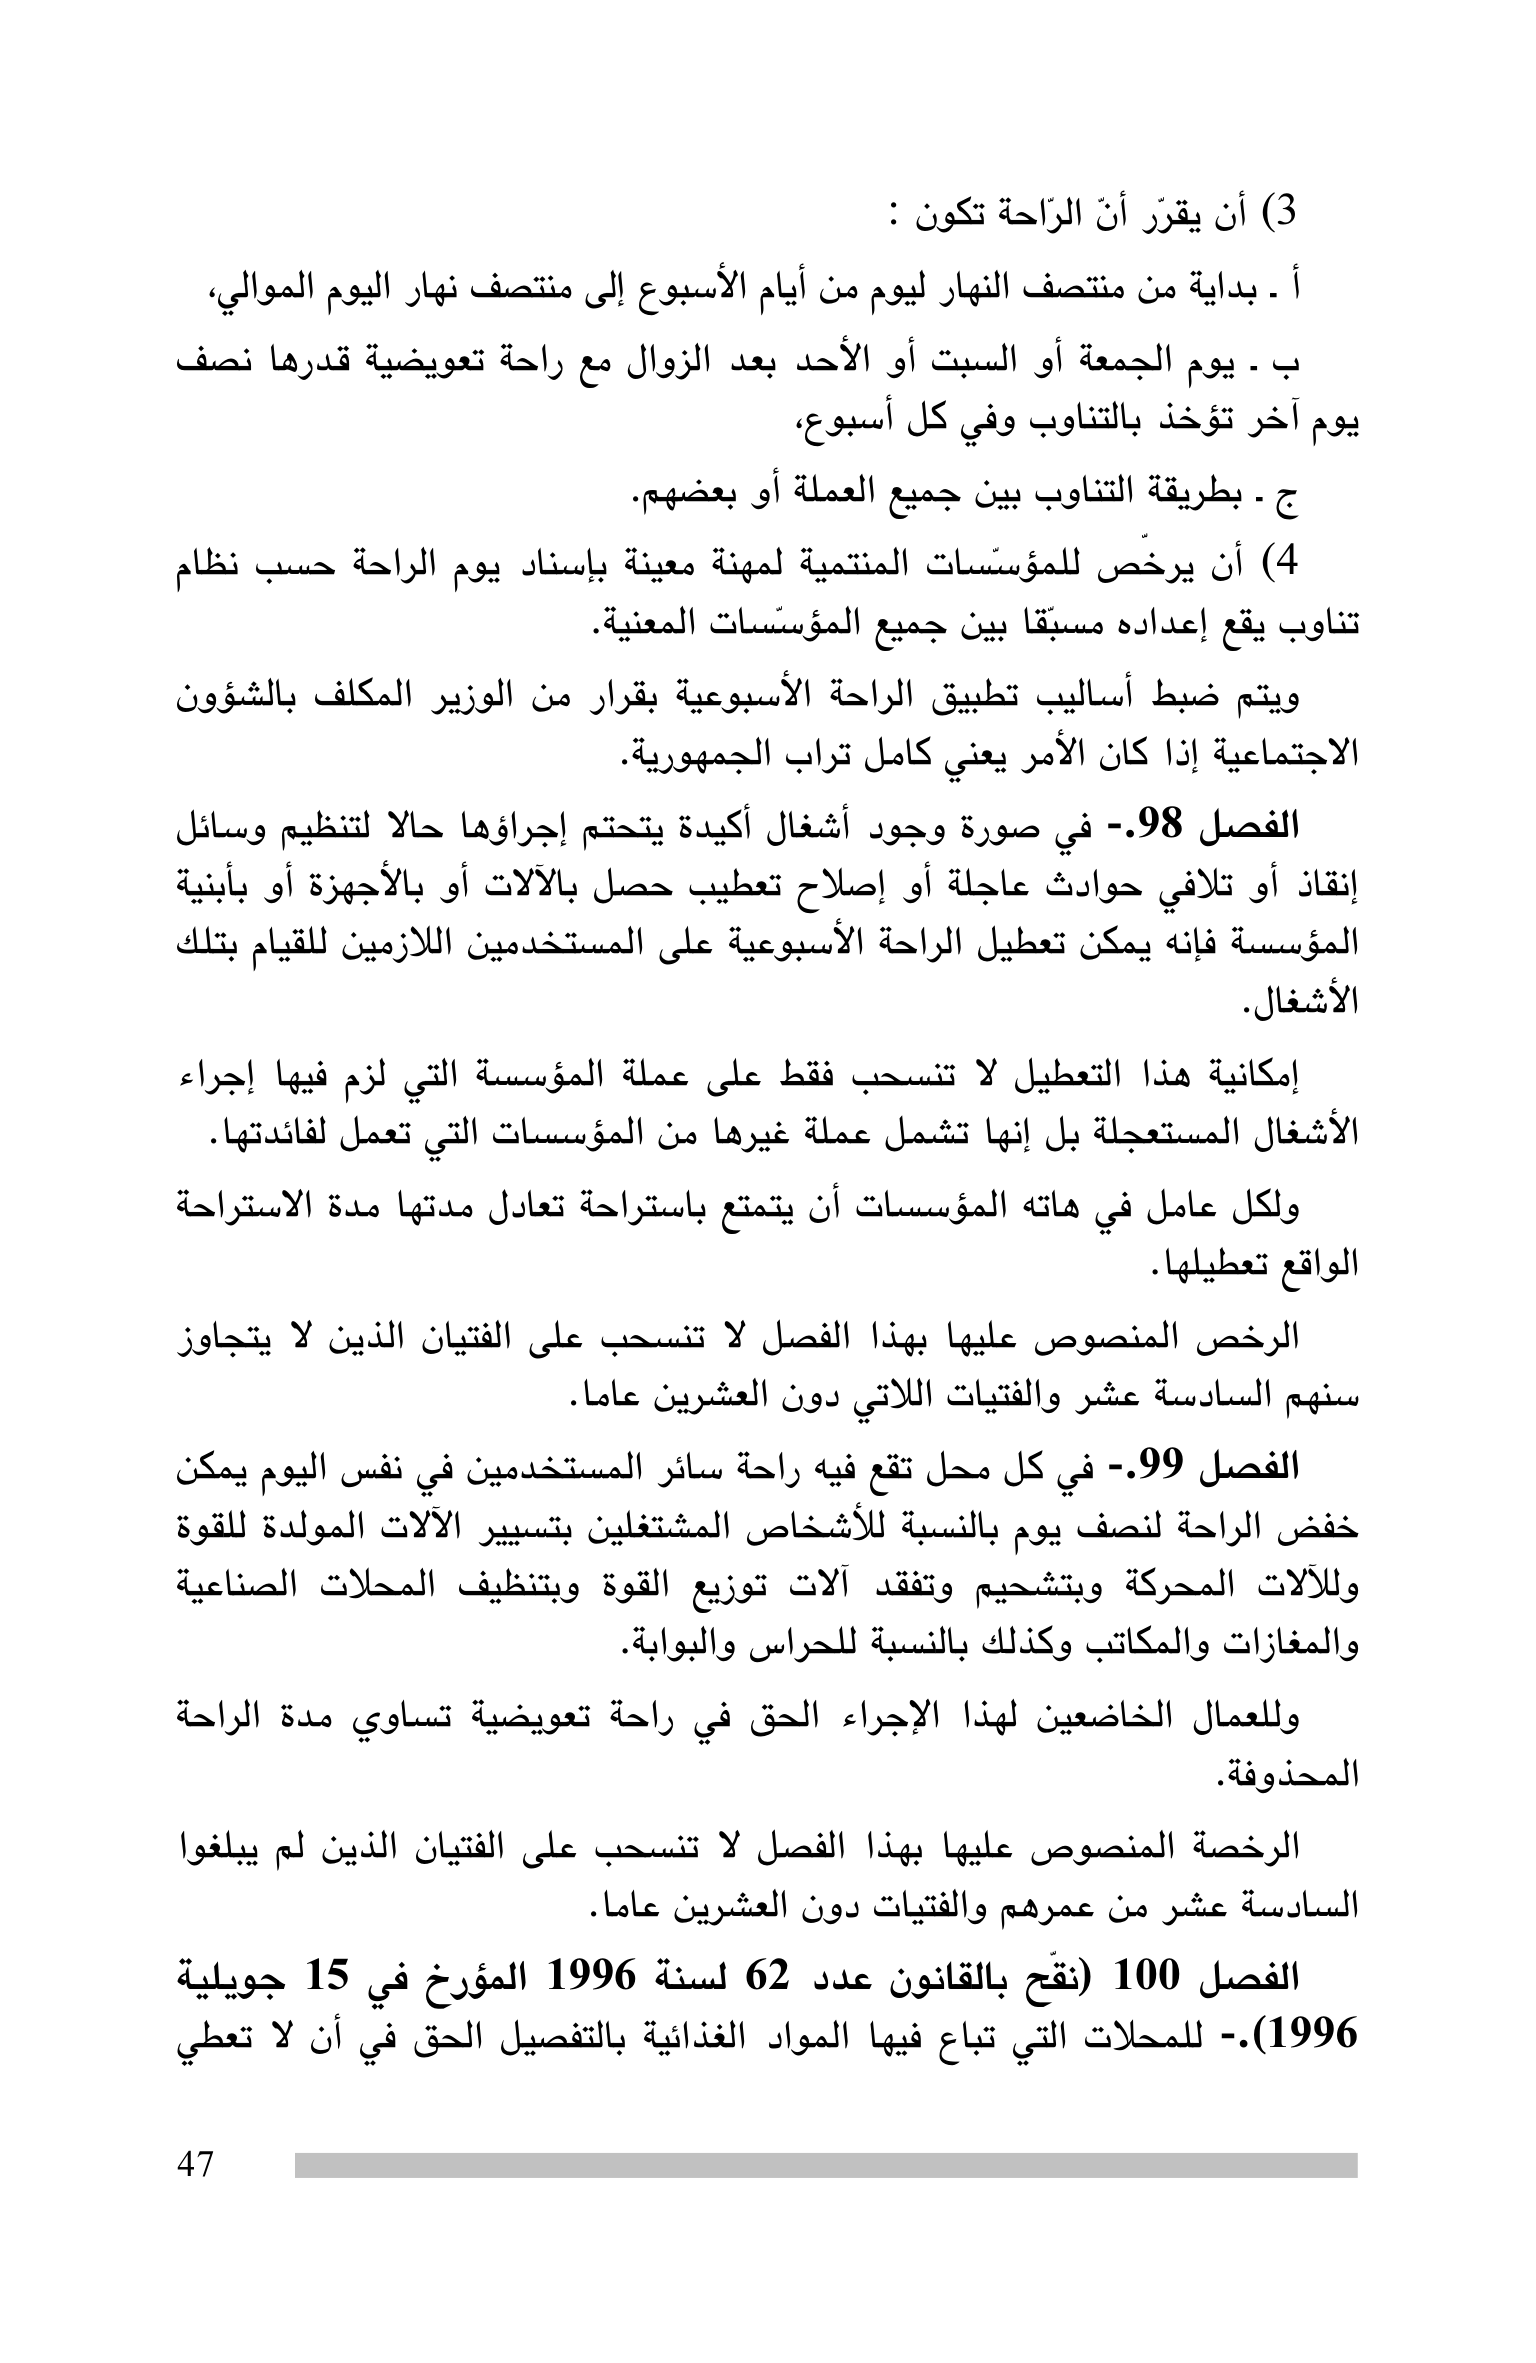 3) أن يقرّر أنّ الرّاحة تكون :
أ ـ بداية من منتصف النهار ليوم من أيام الأسبوع إلى منتصف نهار اليوم الموالي،
ب ـ يوم الجمعة أو السبت أو الأحد بعد الزوال مع راحة تعويضية قدرها نصف
يوم آخر تؤخذ بالتناوب وفي كل أسبوع،
ج ـ بطريقة التناوب بين جميع العملة أو بعضهم.
4) أن يرخّص للمؤسّسات المنتمية لمهنة معينة بإسناد يوم الراحة حسب نظام
تناوب يقع إعداده مسبّقا بين جميع المؤسّسات المعنية.
ويتم ضبط أساليب تطبيق الراحة الأسبوعية بقرار من الوزير المكلف بالشؤون
الاجتماعية إذا كان الأمر يعني كامل تراب الجمهورية.
الفصل 98.- في صورة وجود أشغال أكيدة يتحتم إجراؤها حالا لتنظيم وسائل
إنقاذ أو تلافي حوادث عاجلة أو إصلاح تعطيب حصل بالآلات أو بالأجهزة أو بأبنية
المؤسسة فإنه يمكن تعطيل الراحة الأسبوعية على المستخدمين اللازمين للقيام بتلك
الأشغال.
إمكانية هذا التعطيل لا تنسحب فقط على عملة المؤسسة التي لزم فيها إجراء
الأشغال المستعجلة بل إنها تشمل عملة غيرها من المؤسسات التي تعمل لفائدتها.
ولكل عامل في هاته المؤسسات أن يتمتع باستراحة تعادل مدتها مدة الاستراحة
الواقع تعطيلها.
الرخص المنصوص عليها بهذا الفصل لا تنسحب على الفتيان الذين لا يتجاوز
سنهم السادسة عشر والفتيات اللاتي دون العشرين عاما.
الفصل 99.- في كل محل تقع فيه راحة سائر المستخدمين في نفس اليوم يمكن
خفض الراحة لنصف يوم بالنسبة للأشخاص المشتغلين بتسيير الآلات المولدة للقوة
وللآلات المحركة وبتشحيم وتفقد آلات توزيع القوة وبتنظيف المحلات الصناعية
والمغازات والمكاتب وكذلك بالنسبة للحراس والبوابة.
وللعمال الخاضعين لهذا الإجراء الحق في راحة تعويضية تساوي مدة الراحة
المحذوفة.
الرخصة المنصوص عليها بهذا الفصل لا تنسحب على الفتيان الذين لم يبلغوا
السادسة عشر من عمرهم والفتيات دون العشرين عاما.
الفصل 100 (نقّح بالقانون عدد 62 لسنة 1996 المؤرخ في 15 جويلية
1996).- للمحلات التي تباع فيها المواد الغذائية بالتفصيل الحق في أن لا تعطي
47